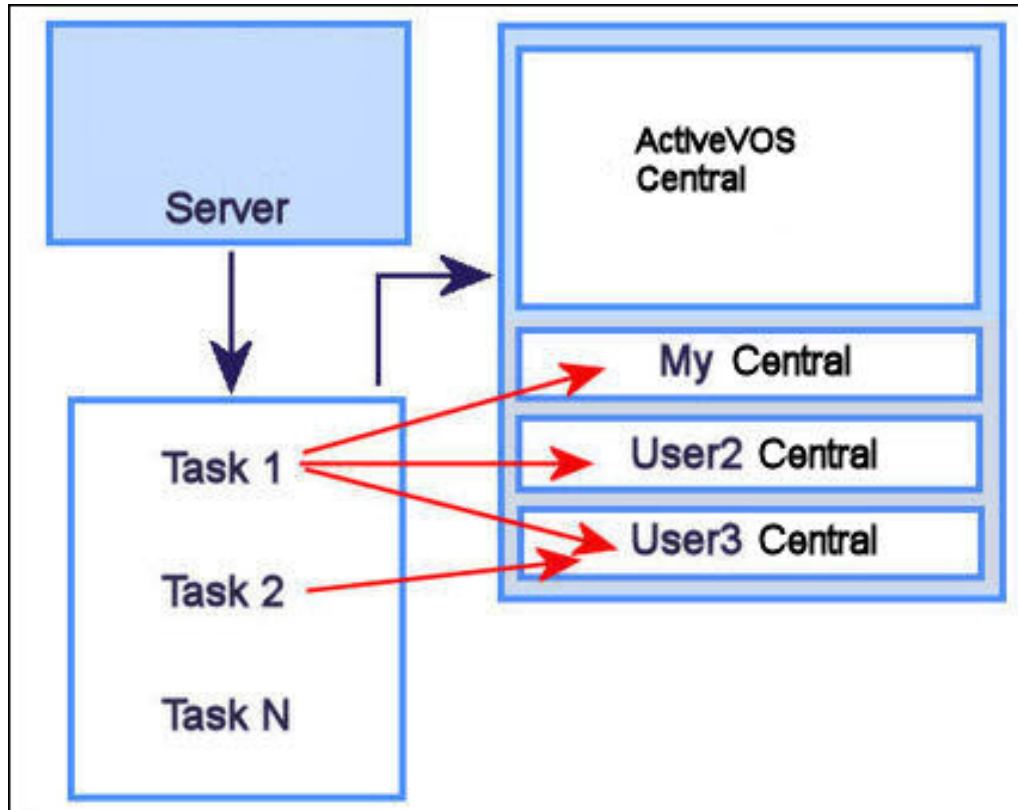 Server
ActiveVOS
Central
My Central
User2 Central
User3 Central
Task 1
Task 2
Task N